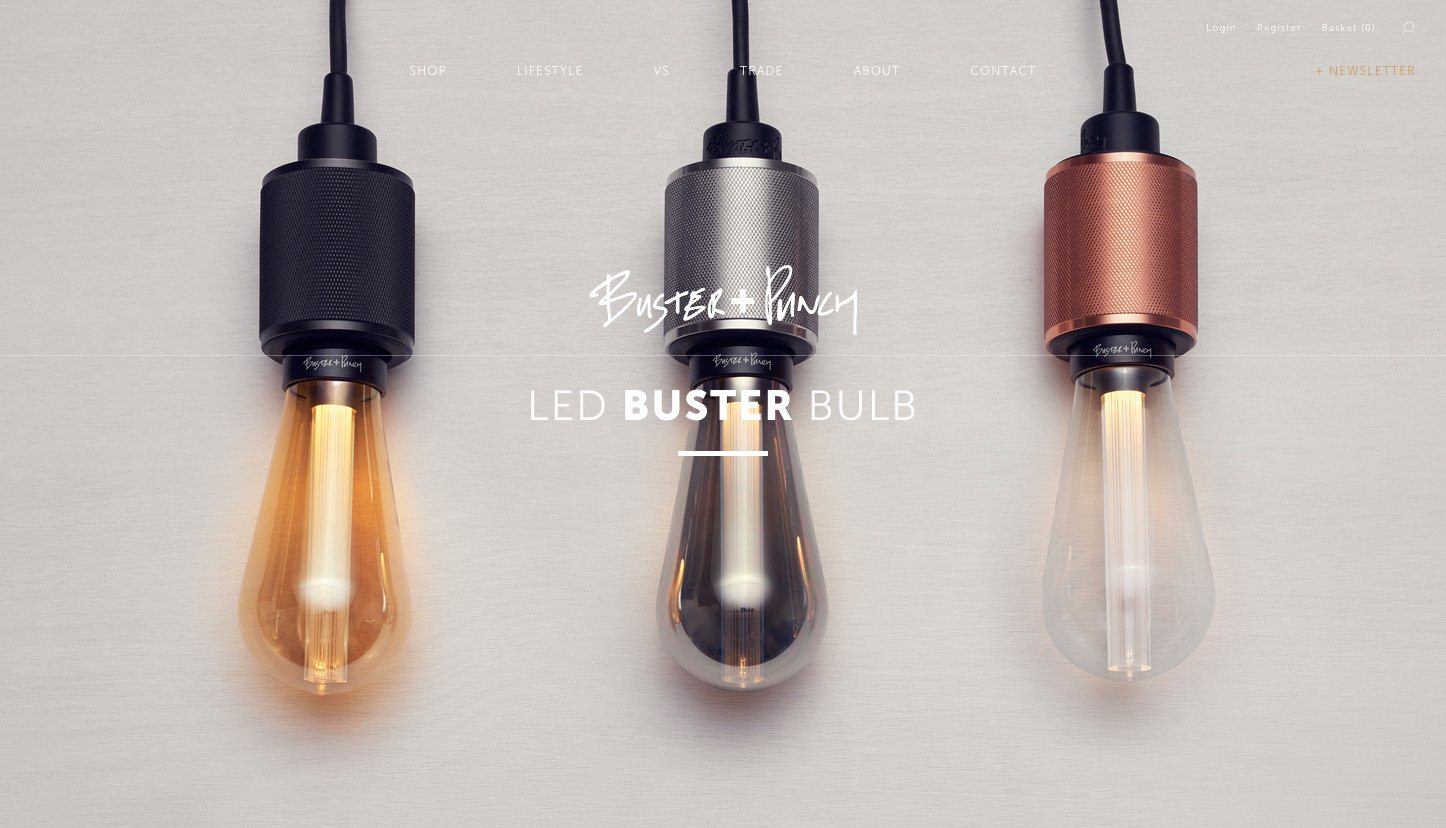 Login Register Basket (0)
SHOP LIFESTYLE VS TRADE ABOUT CONTACT + NEWSLETTER
BUSTER + PUNCH
BUSTER + PUNCH BUSTER + PUNCH BUSTER + PUNCH
LED BUSTER BULB